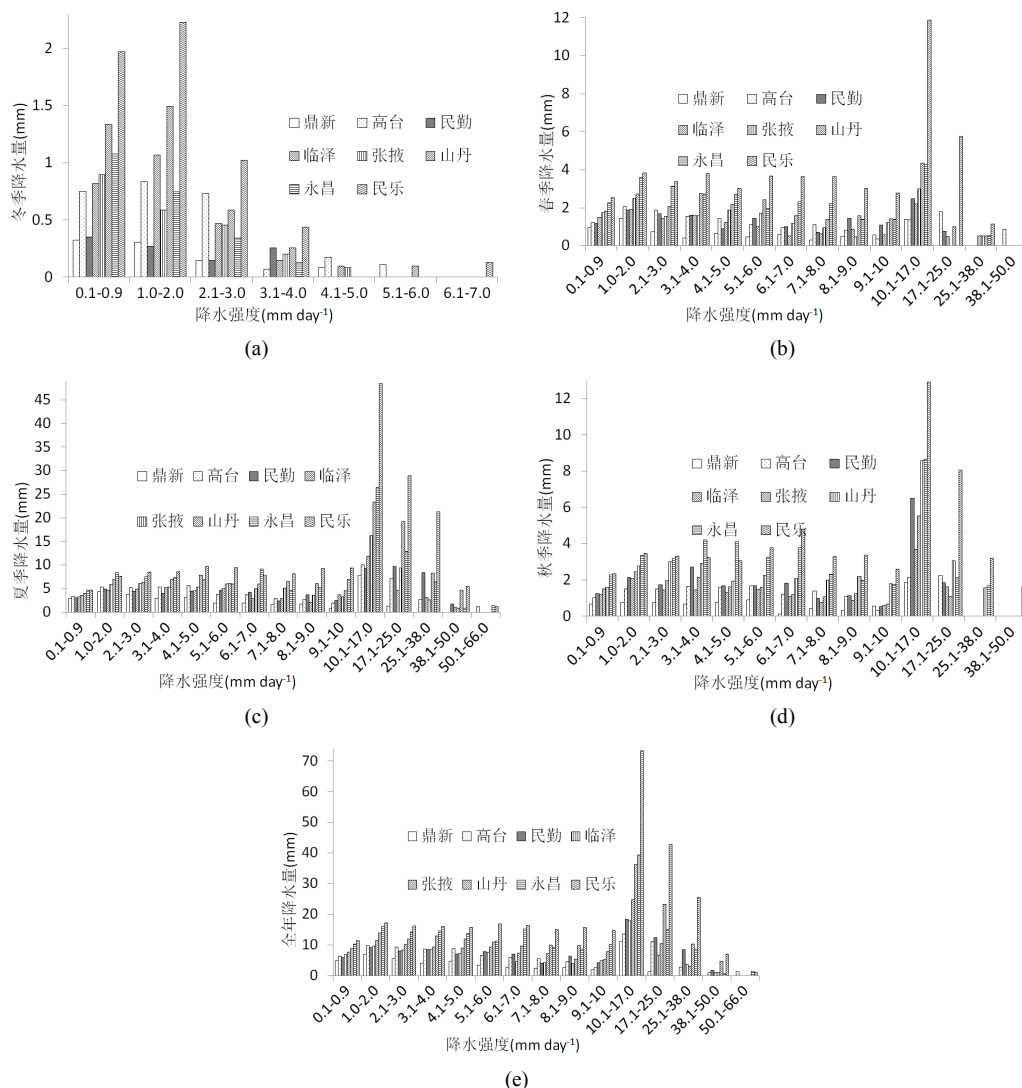 冬季降水量(mm)
2
1.5
1
0.5
0
鼎新 高台 民勤
临泽 张掖 山丹
永昌 民乐
0.1-0.9 1.0-2.0 2.1-3.0 3.1-4.0 4.1-5.0 5.1-6.0 6.1-7.0
降水强度(mm day-1)
(a)
春季降水量(mm)
12
10
8
6
4
2
0
鼎新 高台 民勤
临泽 张掖 山丹
永昌 民乐
0.1-0.9 1.0-2.0 2.1-3.0 3.1-4.0 4.1-5.0 5.1-6.0 6.1-7.0 7.1-8.0 8.1-9.0 9.1-10 10.1-17.0 17.1-25.0 25.1-38.0 38.1-50.0
降水强度(mm day-1)
(b)
夏季降水量(mm)
45
40
35
30
25
20
15
10
5
0
鼎新 高台 民勤 临泽
张掖 山丹 永昌 民乐
0.1-0.9 1.0-2.0 2.1-3.0 3.1-4.0 4.1-5.0 5.1-6.0 6.1-7.0 7.1-8.0 8.1-9.0 9.1-10.0 10.1-17.0 17.1-25.0 25.1-38.0 38.1-50.0 50.1-66.0
降水强度(mm day-1)
(c)
秋季降水量(mm)
12
10
8
6
4
2
0
鼎新 高台 民勤
临泽 张掖 山丹
永昌 民乐
0.1-0.9 1.0-2.0 2.1-3.0 3.1-4.0 4.1-5.0 5.1-6.0 6.1-7.0 7.1-8.0 8.1-9.0 9.1-10 10.1-17.0 17.1-25.0 25.1-38.0 38.1-50.0
降水强度(mm day-1)
(d)
全年降水量(mm)
70
60
50
40
30
20
10
0
鼎新 高台 民勤 临泽
张掖 山丹 永昌 民乐
0.1-0.9 1.0-2.0 2.1-3.0 3.1-4.0 4.1-5.0 5.1-6.0 6.1-7.0 7.1-8.0 8.1-9.0 9.1-10.0 10.1-17.0 17.1-25.0 25.1-38.0 38.1-50.0 50.1-66.0
降水强度(mm day-1)
(e)